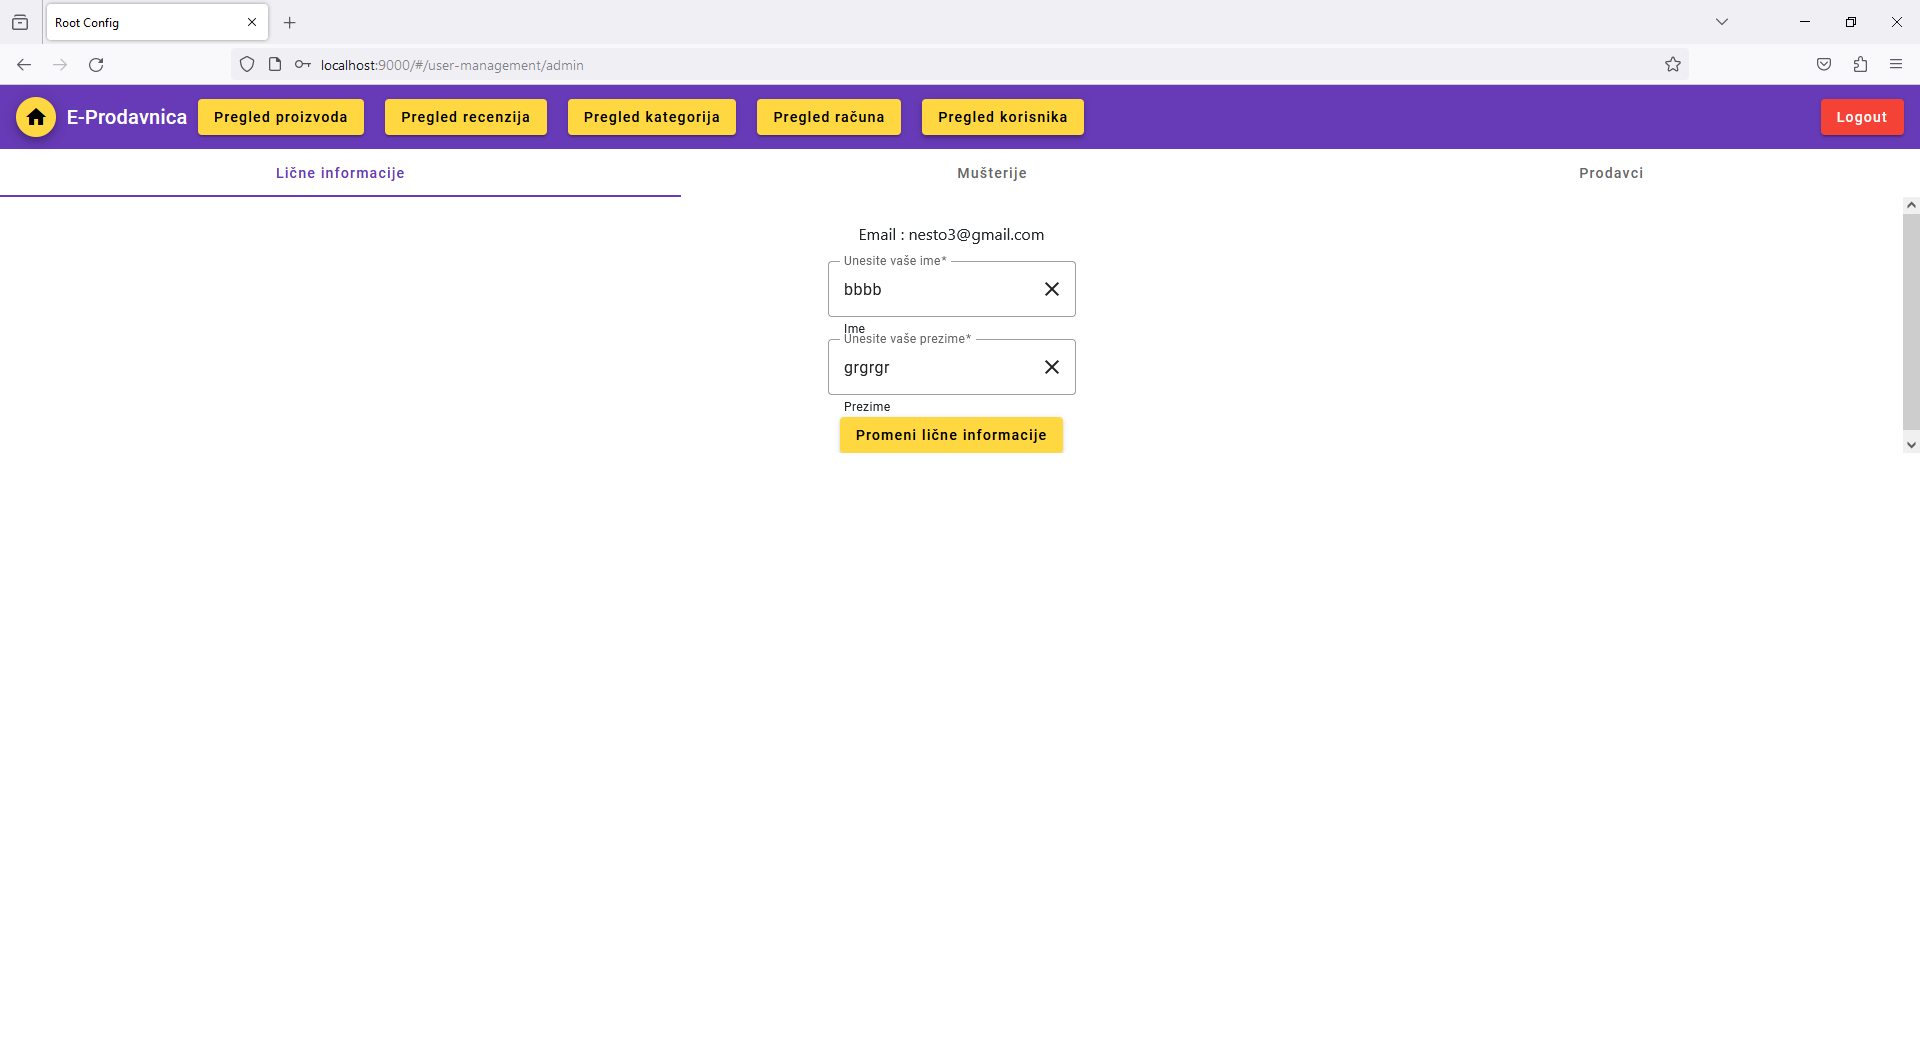 Root Config
localhost:9000/#/user-management/admin
E-Prodavnica
Pregled proizvoda
Pregled recenzija
Pregled kategorija
Pregled računa
Pregled korisnika
Logout
Lične informacije
Mušterije
Prodavci
Email : nesto3@gmail.com
Unesite vaše ime*
bbbb
Ime
Unesite vaše prezime*
grgrgr
Prezime
Promeni lične informacije